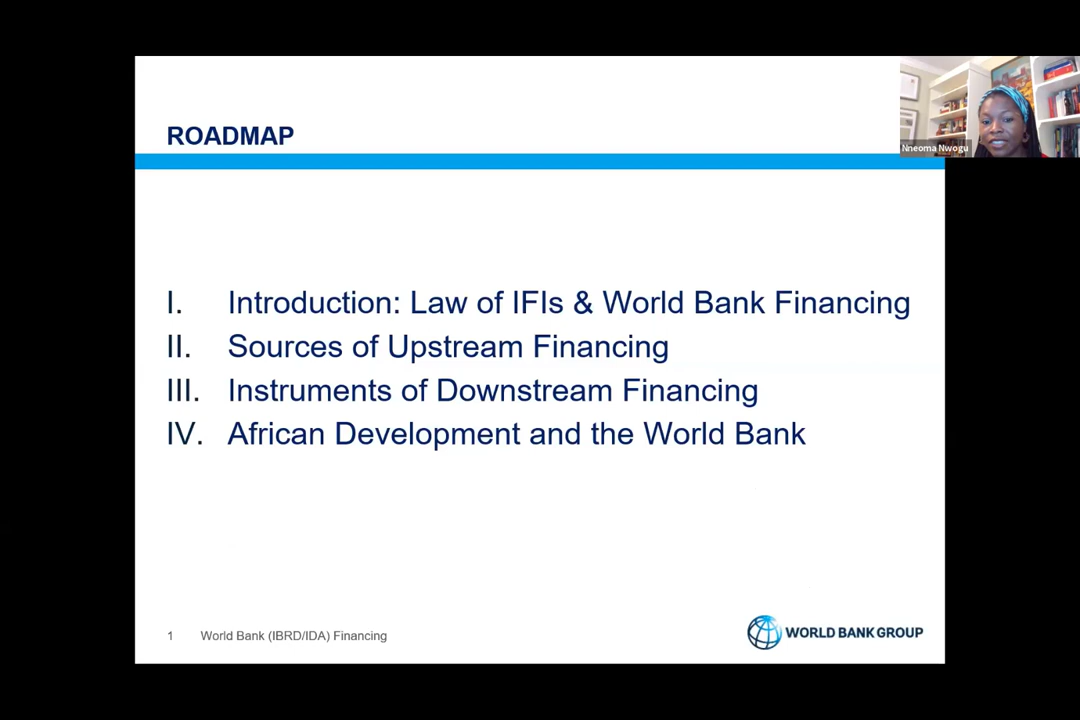 ROADMAP
Nneoma Nwogu
I. Introduction: Law of IFIs & World Bank Financing
II. Sources of Upstream Financing
III. Instruments of Downstream Financing
IV. African Development and the World Bank
1 World Bank (IBRD/IDA) Financing
WORLD BANK GROUP